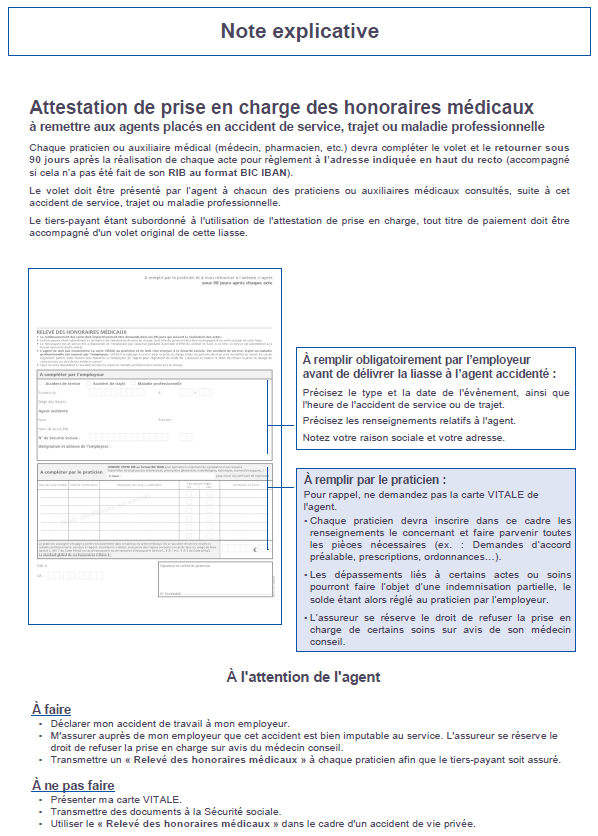 Note explicative
Attestation de prise en charge des honoraires médicaux
à remettre aux agents placés en accident de service, trajet ou maladie professionnelle
Chaque praticien ou auxiliaire médical (médecin, pharmacien, etc.) devra compléter le volet et le retourner sous
90 jours après la réalisation de chaque acte pour règlement à l'adresse indiquée en haut du recto (accompagné
si cela n'a pas été fait de son RIB au format BIC IBAN).
Le volet doit être présenté par l'agent à chacun des praticiens ou auxiliaires médicaux consultés, suite à cet
accident de service, trajet ou maladie professionnelle.
Le tiers-payant étant subordonné à l'utilisation de l'attestation de prise en charge, tout titre de paiement doit être
accompagné d'un volet original de cette liasse.
A remplir par le praticien et à nous retourner à l'adresse ci-après
sous 90 jours après chaque acte
RELEVÉ DES HONORAIRES MÉDICAUX
A compléter par l'employeur
Accident de service Accident de trajet Maladie professionnelle
Agent accidenté
Nom Prénom
N° de Sécurité Sociale :
Désignation et adresse de l'employeur :
A compléter par le praticien
€
Signature et cachet du praticien
À remplir obligatoirement par l'employeur
avant de délivrer la liasse à l'agent accidenté :
Précisez le type et la date de l'évènement, ainsi que
l'heure de l'accident de service ou de trajet.
Précisez les renseignements relatifs à l'agent.
Notez votre raison sociale et votre adresse.
À remplir par le praticien :
Pour rappel, ne demandez pas la carte VITALE de
l'agent.
• Chaque praticien devra inscrire dans ce cadre les
renseignements le concernant et faire parvenir toutes
les pièces nécessaires (ex. : Demandes d'accord
préalable, prescriptions, ordonnances…).
• Les dépassements liés à certains actes ou soins
pourront faire l'objet d'une indemnisation partielle, le
solde étant alors réglé au praticien par l'employeur.
• L'assureur se réserve le droit de refuser la prise en
charge de certains soins sur avis de son médecin
conseil.
À l'attention de l'agent
À faire
• Déclarer mon accident de travail à mon employeur.
• M'assurer auprès de mon employeur que cet accident est bien imputable au service. L'assureur se réserve le
droit de refuser la prise en charge sur avis du médecin conseil.
• Transmettre un « Relevé des honoraires médicaux » à chaque praticien afin que le tiers-payant soit assuré.
À ne pas faire
• Présenter ma carte VITALE.
• Transmettre des documents à la Sécurité sociale.
• Utiliser le « Relevé des honoraires médicaux » dans le cadre d'un accident de vie privée.